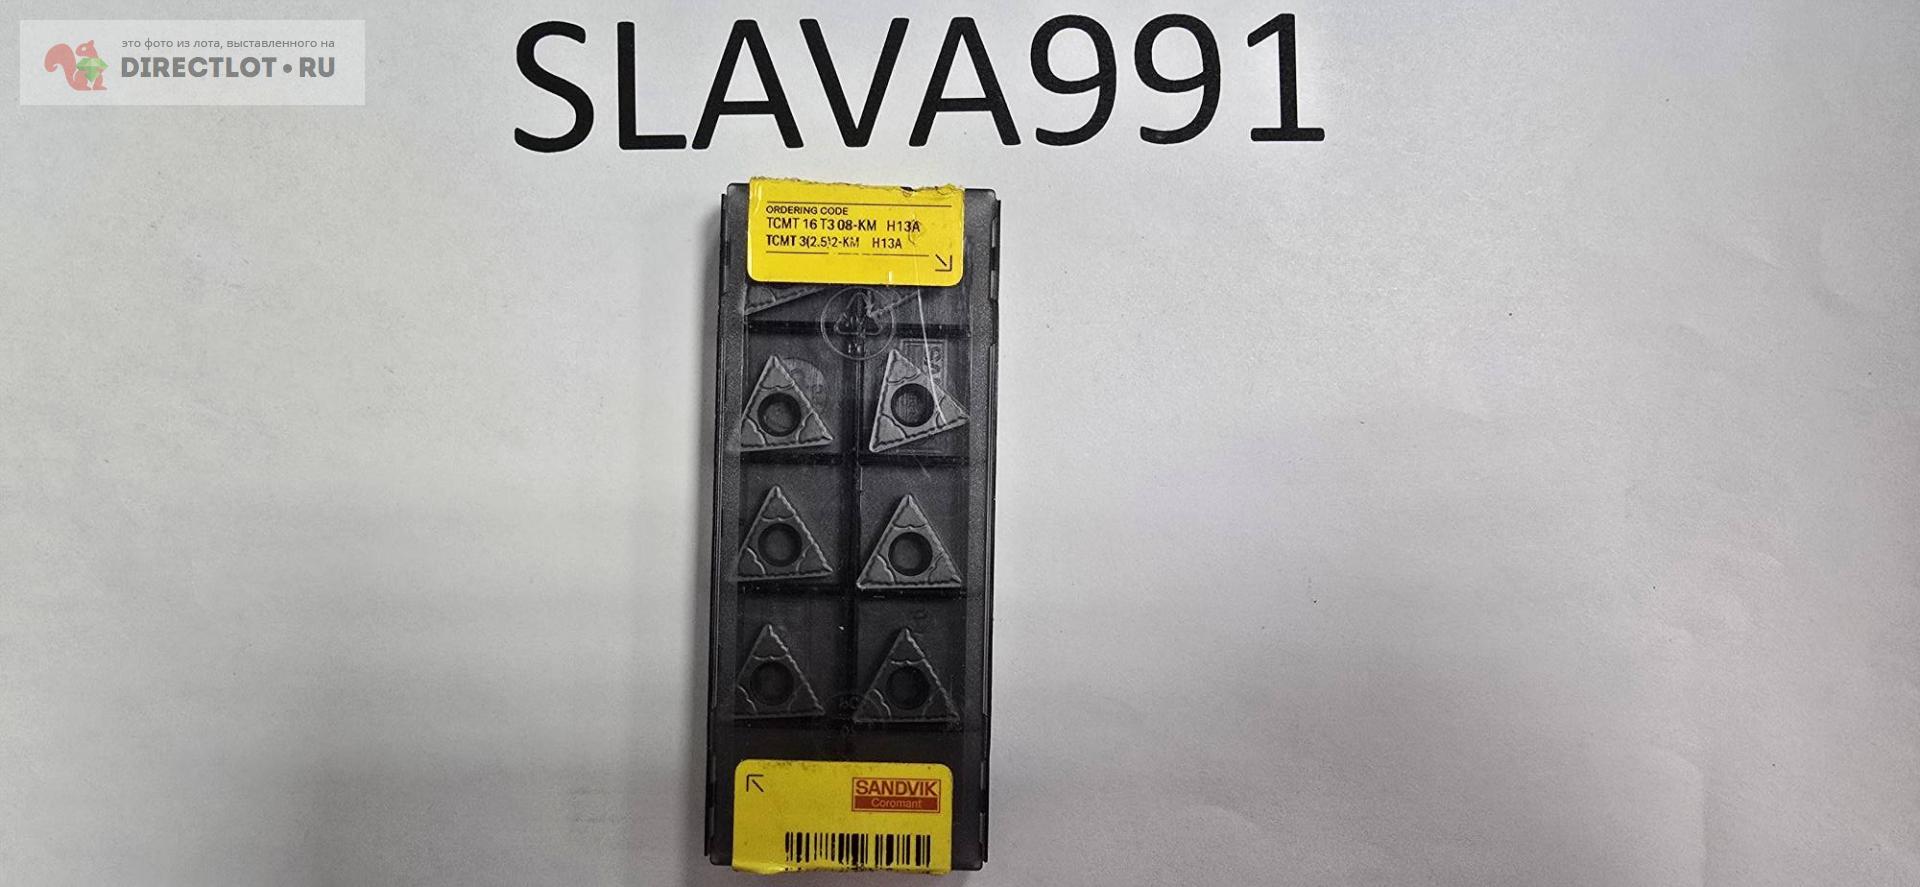 это фото из лота, выставленного на
DIRECTLOT•RU
SLAVA991
ORDERING CODE
TCMT 16 T3 08-KM H13A
TCMT 3(2.5)2-KM H13A
SANDVIK
Coromant